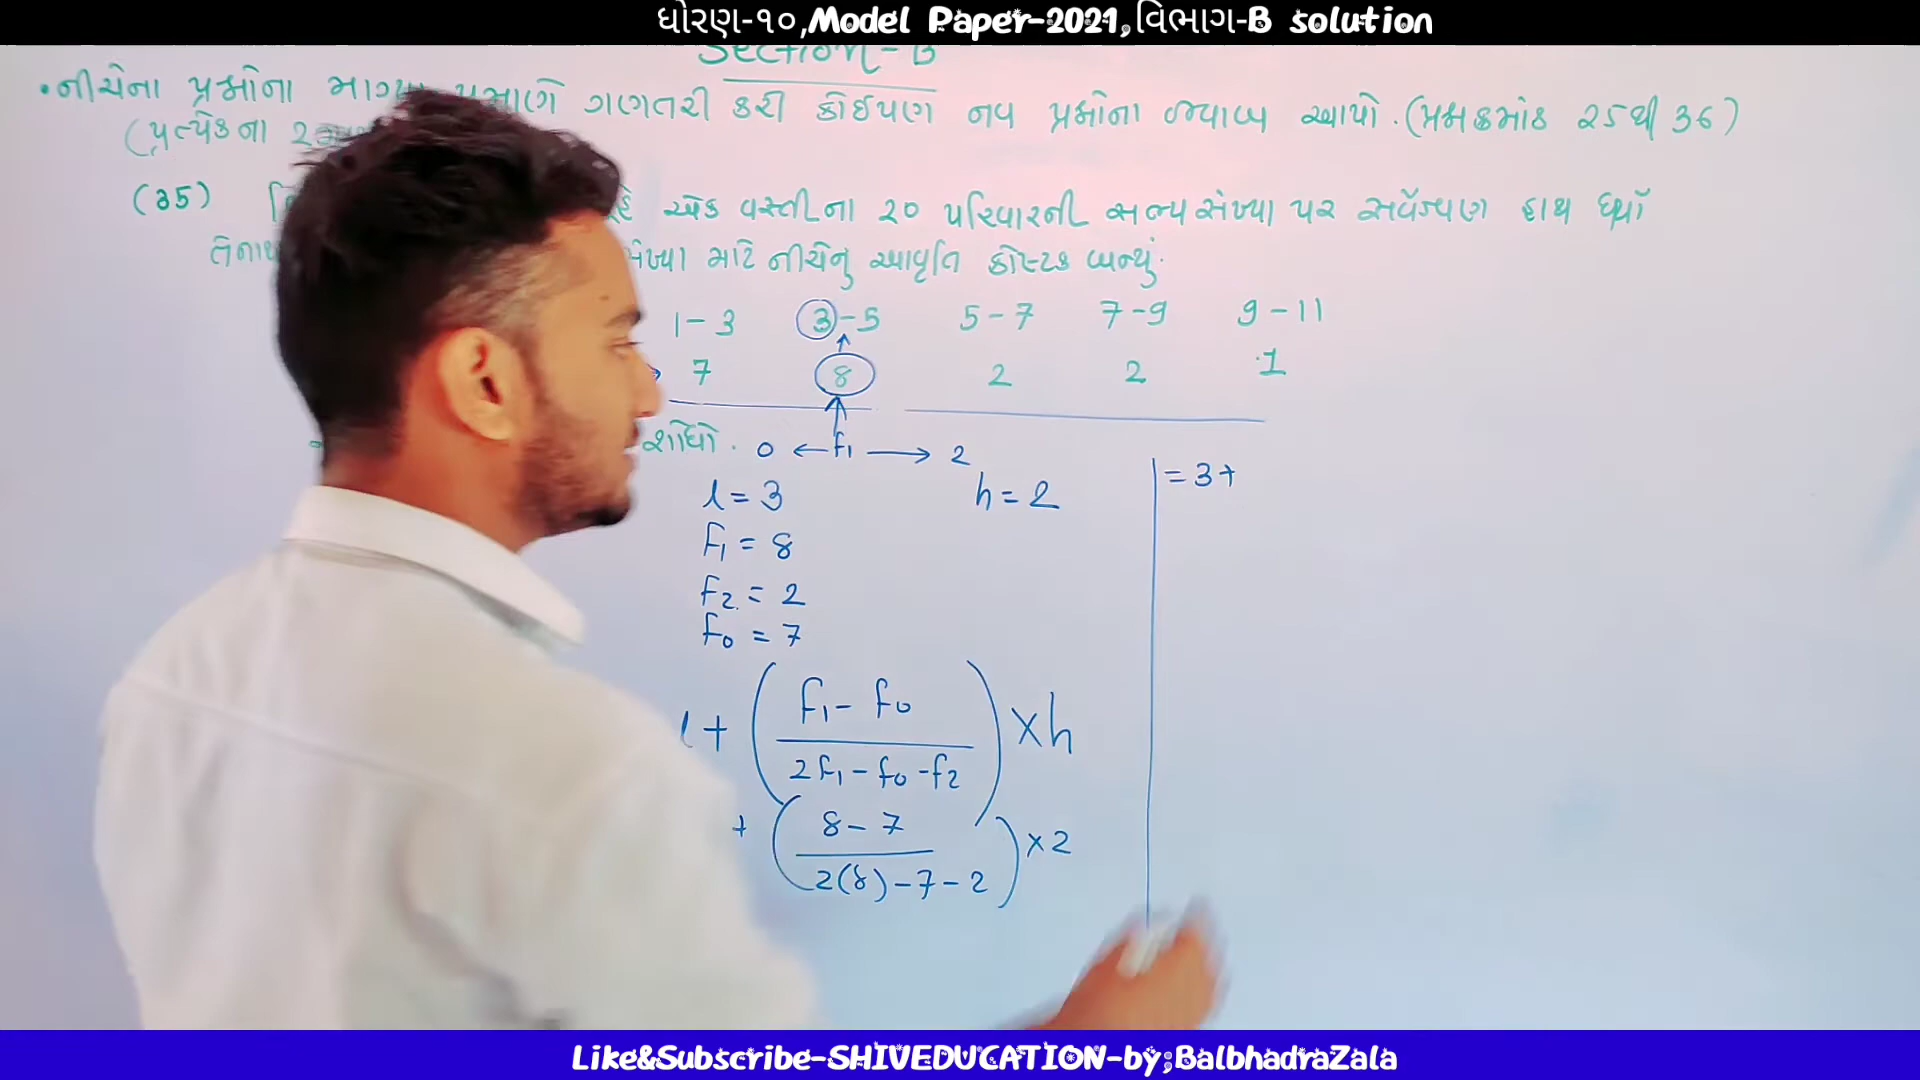 ધોરણ-૧૦,Model Paper-2021,વિભાગ-B solution
Section-B
•નીચેના પ્રશ્નોના માગ્યા પ્રમાણે ગણતરી કરી કોઈપણ નવ પ્રશ્નોના જવાબ આપો.(પ્રશ્નક્રમાંક 25થી 36)
(પ્રત્યેકના 2
(35) એક વસ્તીના ૨૦ પરિવારની સભ્ય સંખ્યા પર સર્વેક્ષણ હાથ ધર્યો
માટે નીચેનું આવૃત્તિ કોષ્ટક બન્યું.
1-3 3-5 5-7 7-9 9-11
7 8 2 2 1
શોધો. 0 ← f₁ → 2
l = 3 h = 2 = 3+
f₁ = 8
f₂ = 2
f₀ = 7
l + ( f₁ - f₀ / 2f₁ - f₀ - f₂ ) × h
+ ( 8 - 7 / 2(8) - 7 - 2 ) × 2
Like&Subscribe-SHIVEDUCATION-by;BalbhadraZala